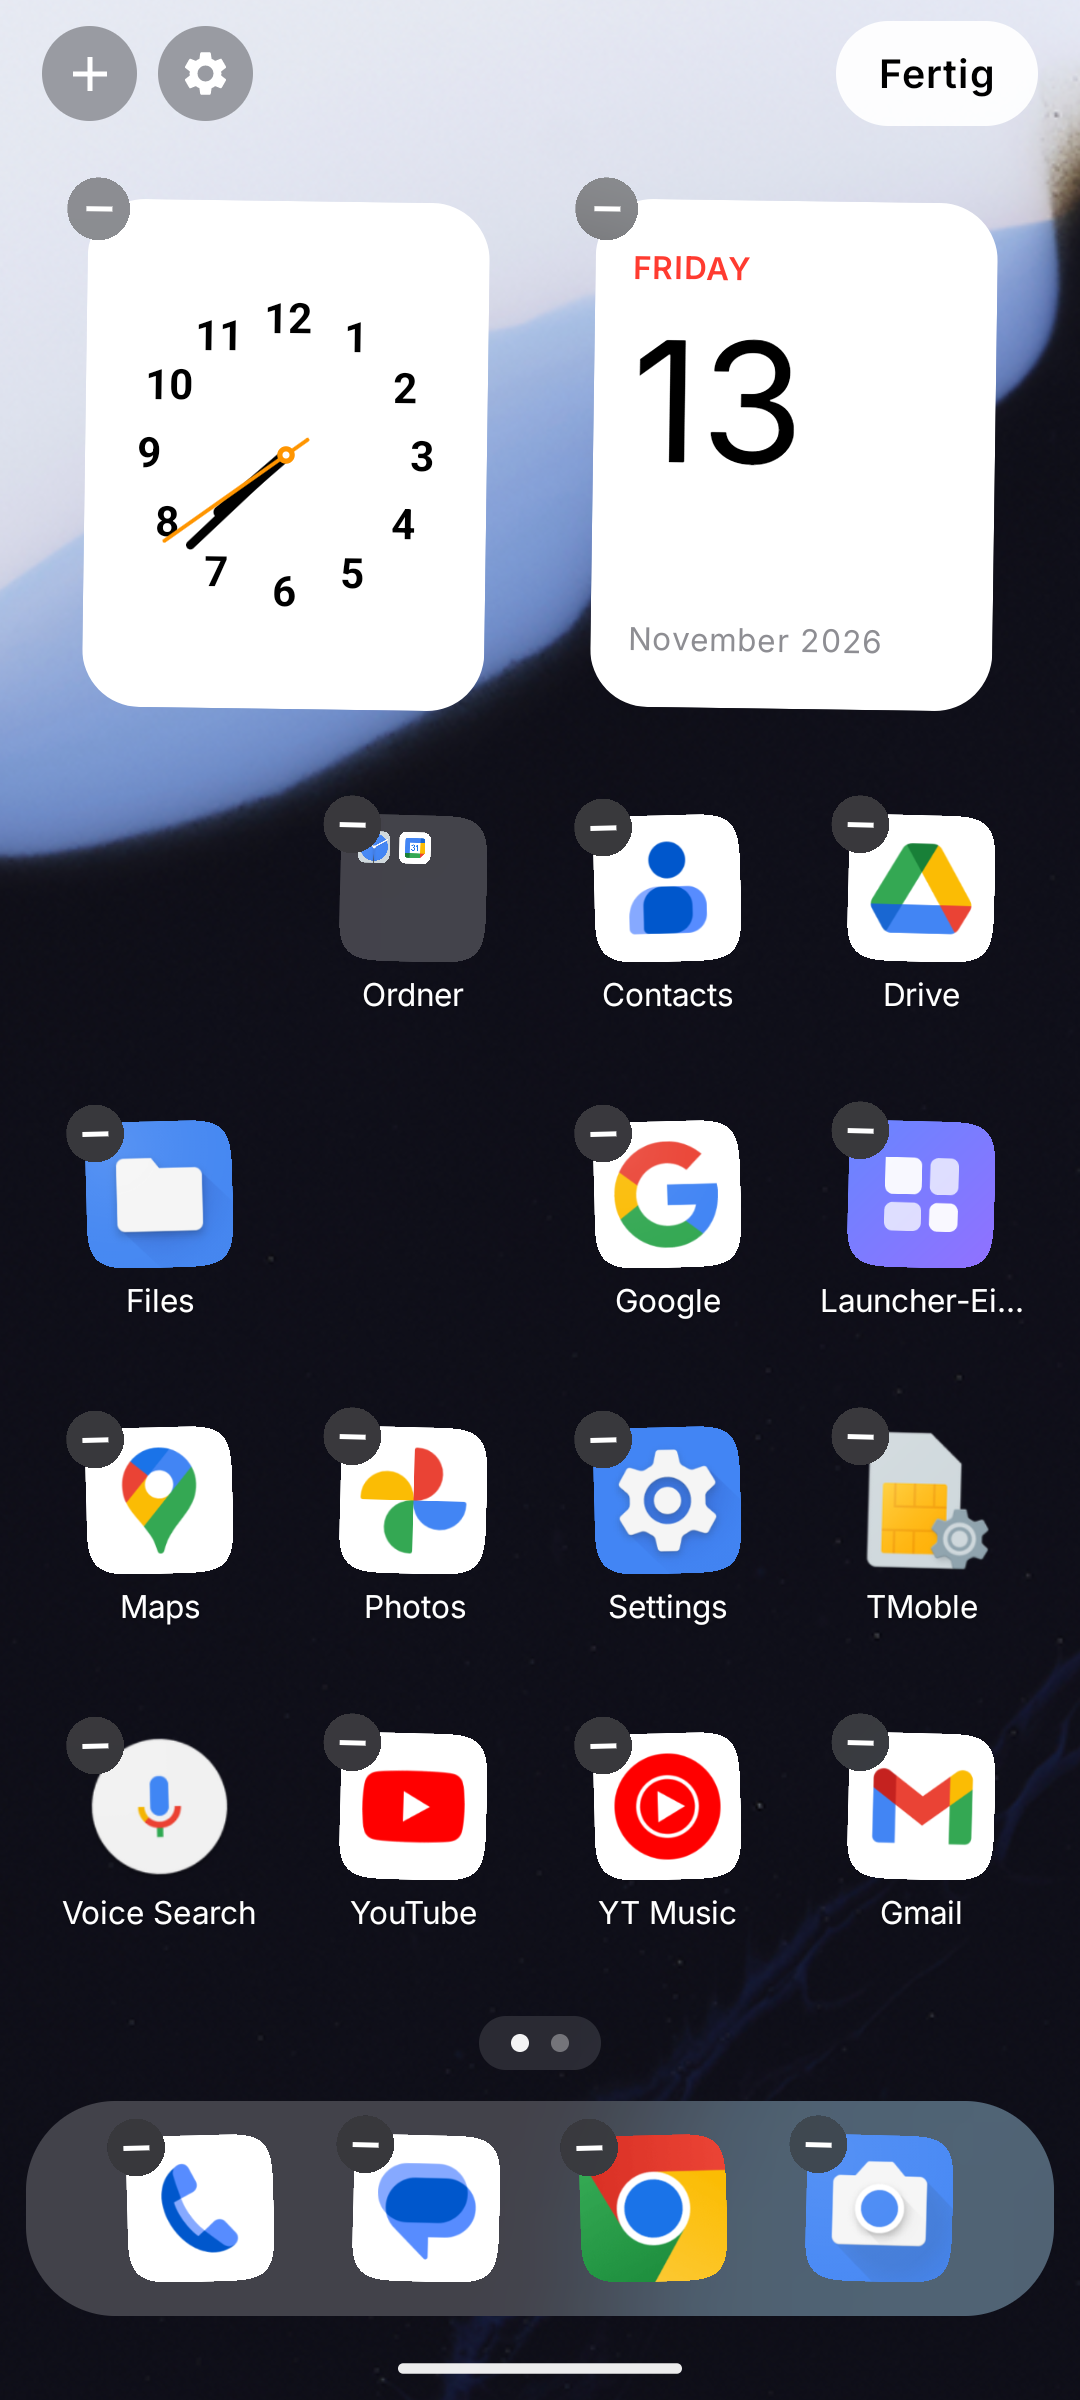 Fertig
12
11
1
10
2
9
3
8
4
7
5
6
FRIDAY
13
November 2026
31
Ordner
Contacts
Drive
Files
Google
Launcher-Ei...
Maps
Photos
Settings
TMoble
Voice Search
YouTube
YT Music
Gmail